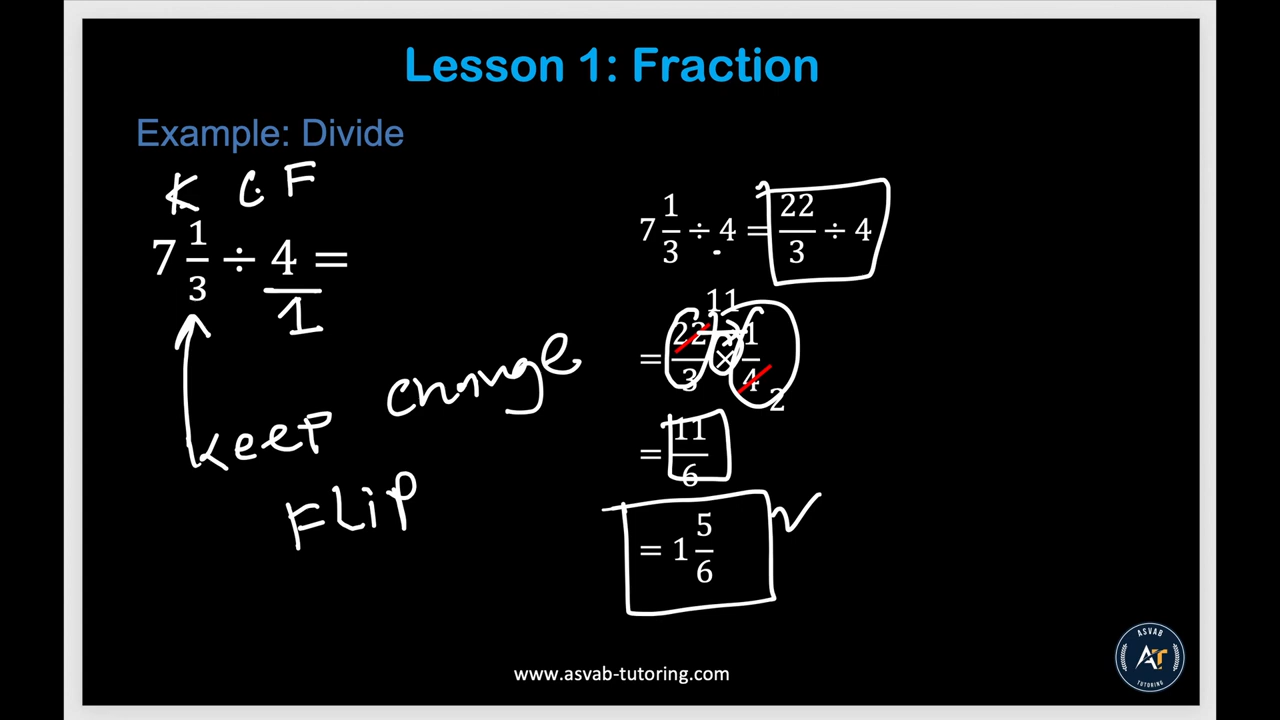 Lesson 1: Fraction
Example: Divide
K C F
7 1/3 ÷ 4/1 =
Keep change
FLIP
7 1/3 ÷ 4 = 22/3 ÷ 4
11
= 22/3 × 1/4
2
= 11/6
= 1 5/6
www.asvab-tutoring.com
ASVAB
AT
TUTORING